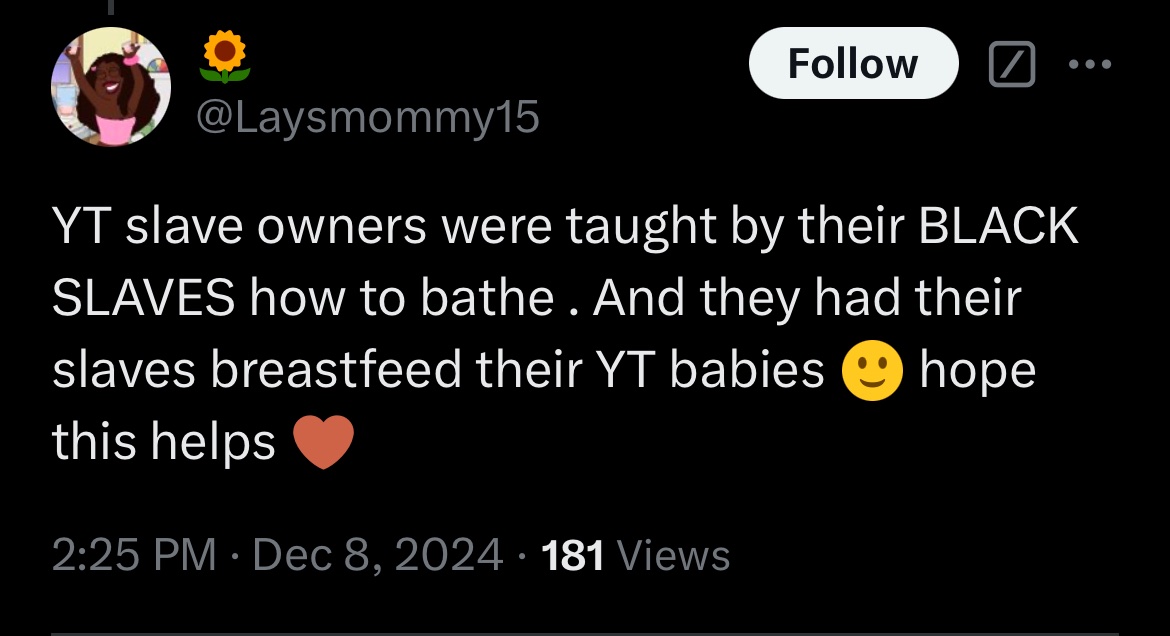 🌻
Follow
@Laysmommy15
YT slave owners were taught by their BLACK
SLAVES how to bathe . And they had their
slaves breastfeed their YT babies 🙂 hope
this helps ❤️
2:25 PM · Dec 8, 2024 · 181 Views